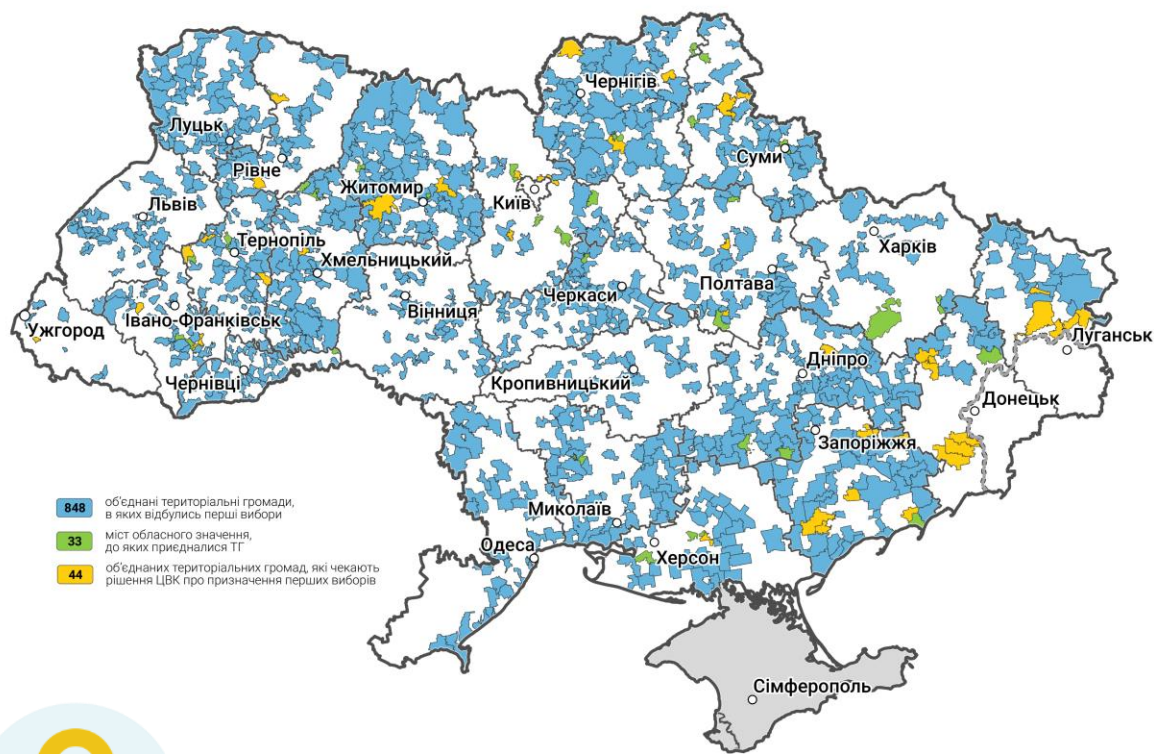 Чернігів
Луцьк
Рівне
Суми
Житомир
Київ
Львів
Харків
Тернопіль
Хмельницький
Полтава
Черкаси
Вінниця
Ужгород
Івано-Франківськ
Луганськ
Дніпро
Чернівці
Кропивницький
Донецьк
Запоріжжя
848 об'єднані територіальні громади,
в яких відбулись перші вибори
33 міст обласного значення,
до яких приєдналися ТГ
44 об'єднаних територіальних громад, які чекають
рішення ЦВК про призначення перших виборів
Миколаїв
Одеса
Херсон
Сімферополь